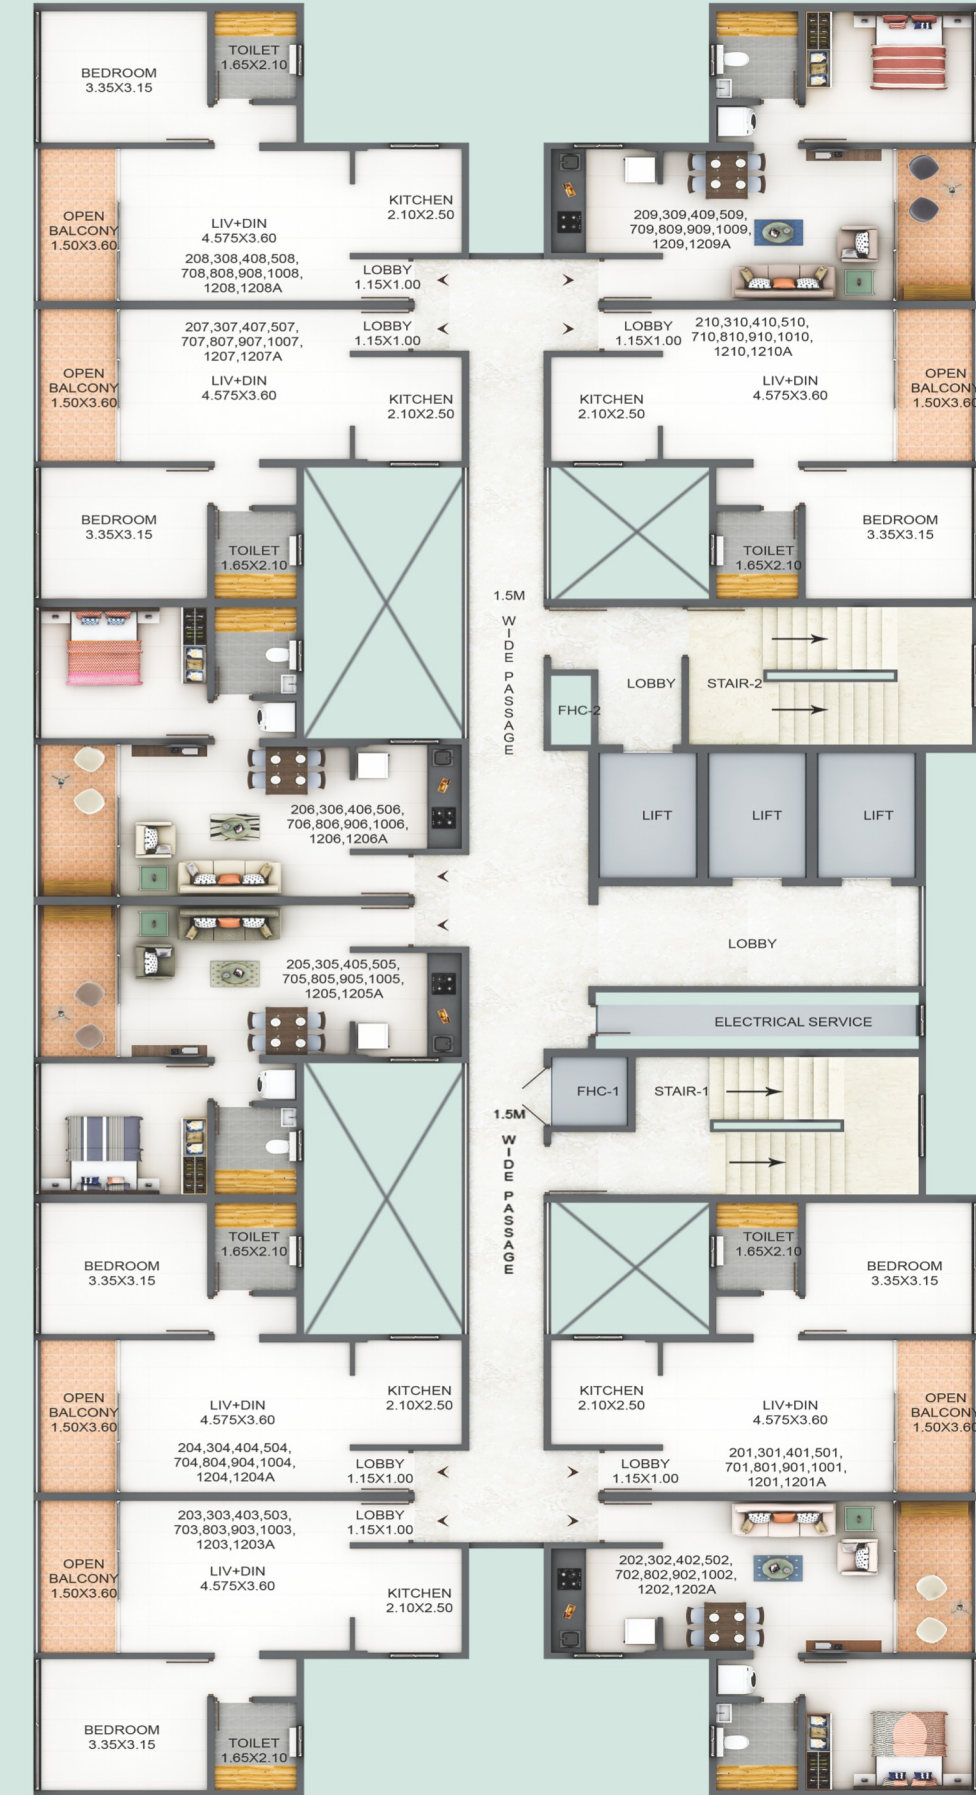 BEDROOM
3.35X3.15
TOILET
1.65X2.10
OPEN
BALCONY
1.50X3.60
LIV+DIN
4.575X3.60
208,308,408,508,
708,808,908,1008,
1208,1208A
KITCHEN
2.10X2.50
LOBBY
1.15X1.00
209,309,409,509,
709,809,909,1009,
1209,1209A
207,307,407,507,
707,807,907,1007,
1207,1207A
LIV+DIN
4.575X3.60
OPEN
BALCONY
1.50X3.60
LOBBY
1.15X1.00
KITCHEN
2.10X2.50
LOBBY
1.15X1.00
210,310,410,510,
710,810,910,1010,
1210,1210A
LIV+DIN
4.575X3.60
KITCHEN
2.10X2.50
OPEN
BALCONY
1.50X3.60
BEDROOM
3.35X3.15
TOILET
1.65X2.10
TOILET
1.65X2.10
BEDROOM
3.35X3.15
1.5M
WIDE PASSAGE
LOBBY
STAIR-2
FHC-2
LIFT
LIFT
LIFT
206,306,406,506,
706,806,906,1006,
1206,1206A
LOBBY
205,305,405,505,
705,805,905,1005,
1205,1205A
ELECTRICAL SERVICE
FHC-1
STAIR-1
1.5M
WIDE PASSAGE
BEDROOM
3.35X3.15
TOILET
1.65X2.10
TOILET
1.65X2.10
BEDROOM
3.35X3.15
OPEN
BALCONY
1.50X3.60
LIV+DIN
4.575X3.60
204,304,404,504,
704,804,904,1004,
1204,1204A
KITCHEN
2.10X2.50
LOBBY
1.15X1.00
KITCHEN
2.10X2.50
LOBBY
1.15X1.00
LIV+DIN
4.575X3.60
201,301,401,501,
701,801,901,1001,
1201,1201A
OPEN
BALCONY
1.50X3.60
203,303,403,503,
703,803,903,1003,
1203,1203A
LIV+DIN
4.575X3.60
OPEN
BALCONY
1.50X3.60
LOBBY
1.15X1.00
KITCHEN
2.10X2.50
202,302,402,502,
702,802,902,1002,
1202,1202A
BEDROOM
3.35X3.15
TOILET
1.65X2.10